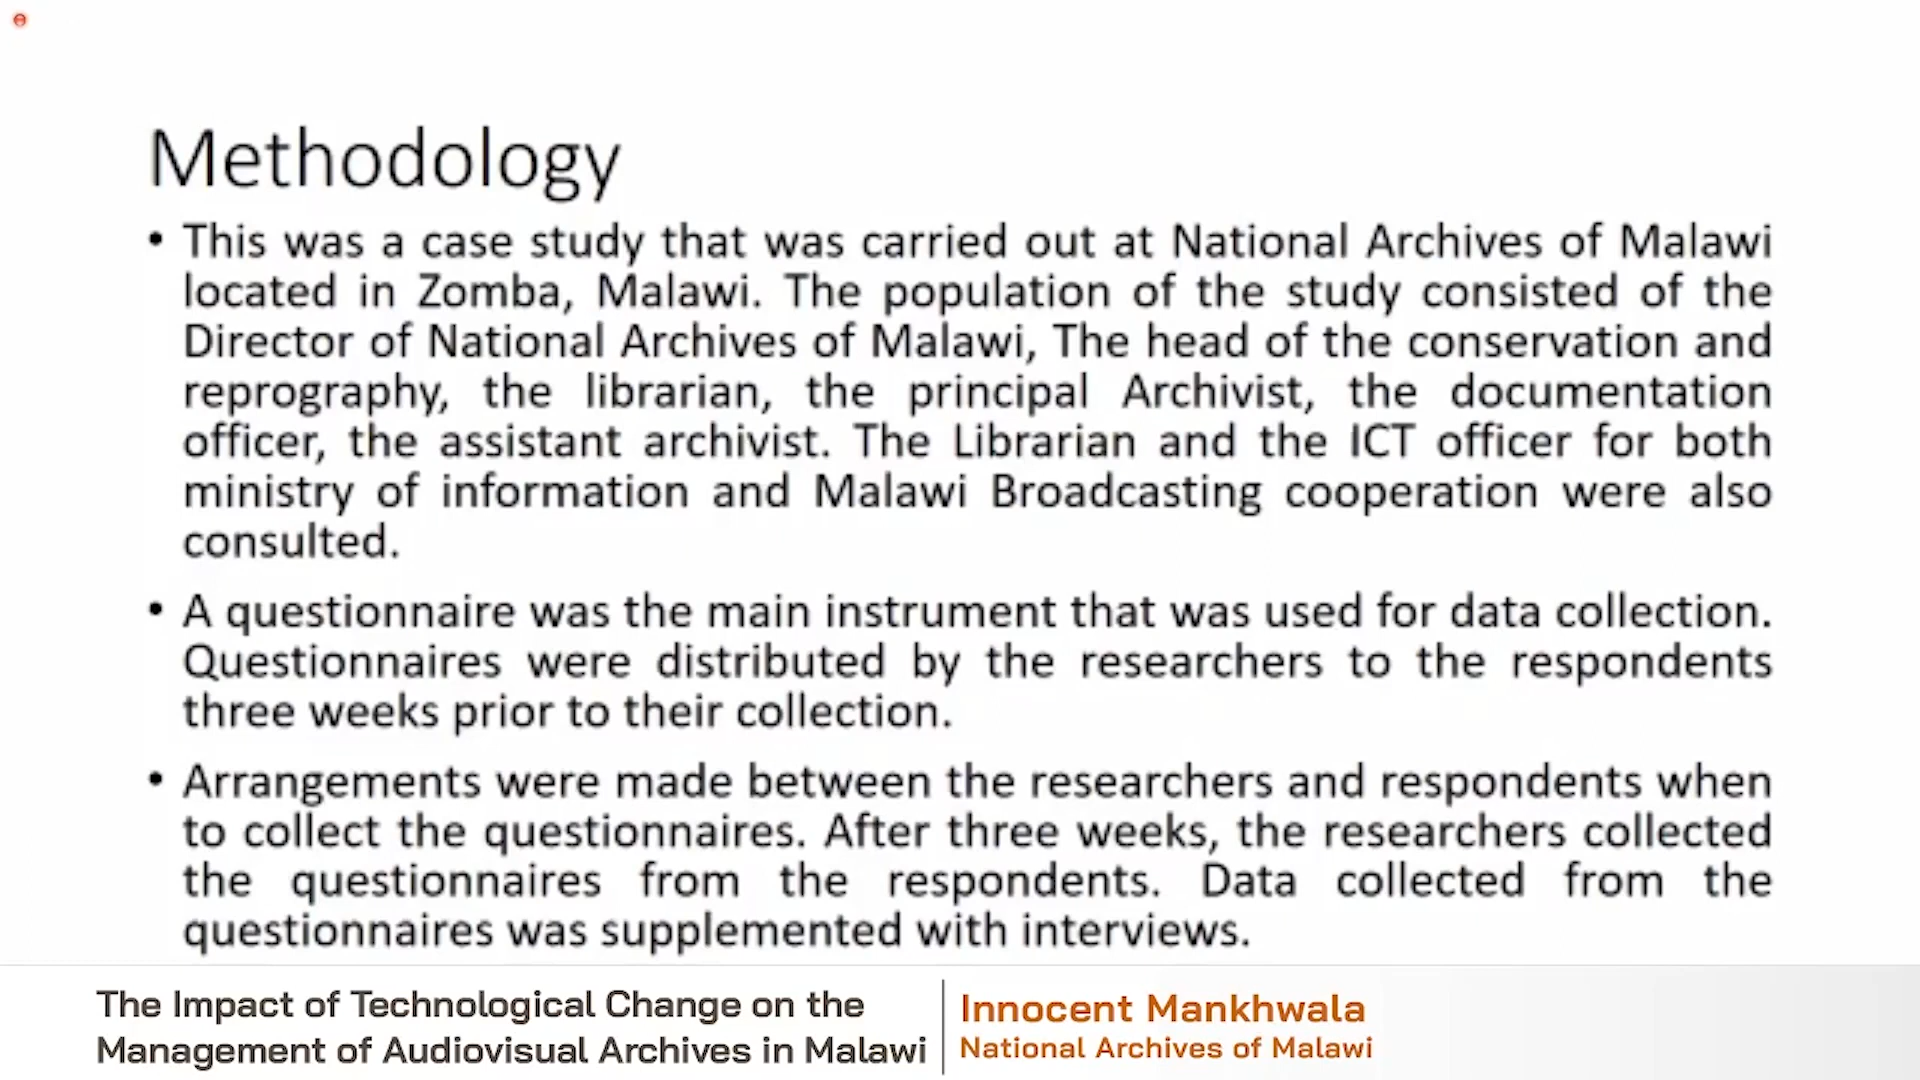 Methodology
• This was a case study that was carried out at National Archives of Malawi
located in Zomba, Malawi. The population of the study consisted of the
Director of National Archives of Malawi, The head of the conservation and
reprography, the librarian, the principal Archivist, the documentation
officer, the assistant archivist. The Librarian and the ICT officer for both
ministry of information and Malawi Broadcasting cooperation were also
consulted.
• A questionnaire was the main instrument that was used for data collection.
Questionnaires were distributed by the researchers to the respondents
three weeks prior to their collection.
• Arrangements were made between the researchers and respondents when
to collect the questionnaires. After three weeks, the researchers collected
the questionnaires from the respondents. Data collected from the
questionnaires was supplemented with interviews.
The Impact of Technological Change on the
Management of Audiovisual Archives in Malawi
Innocent Mankhwala
National Archives of Malawi